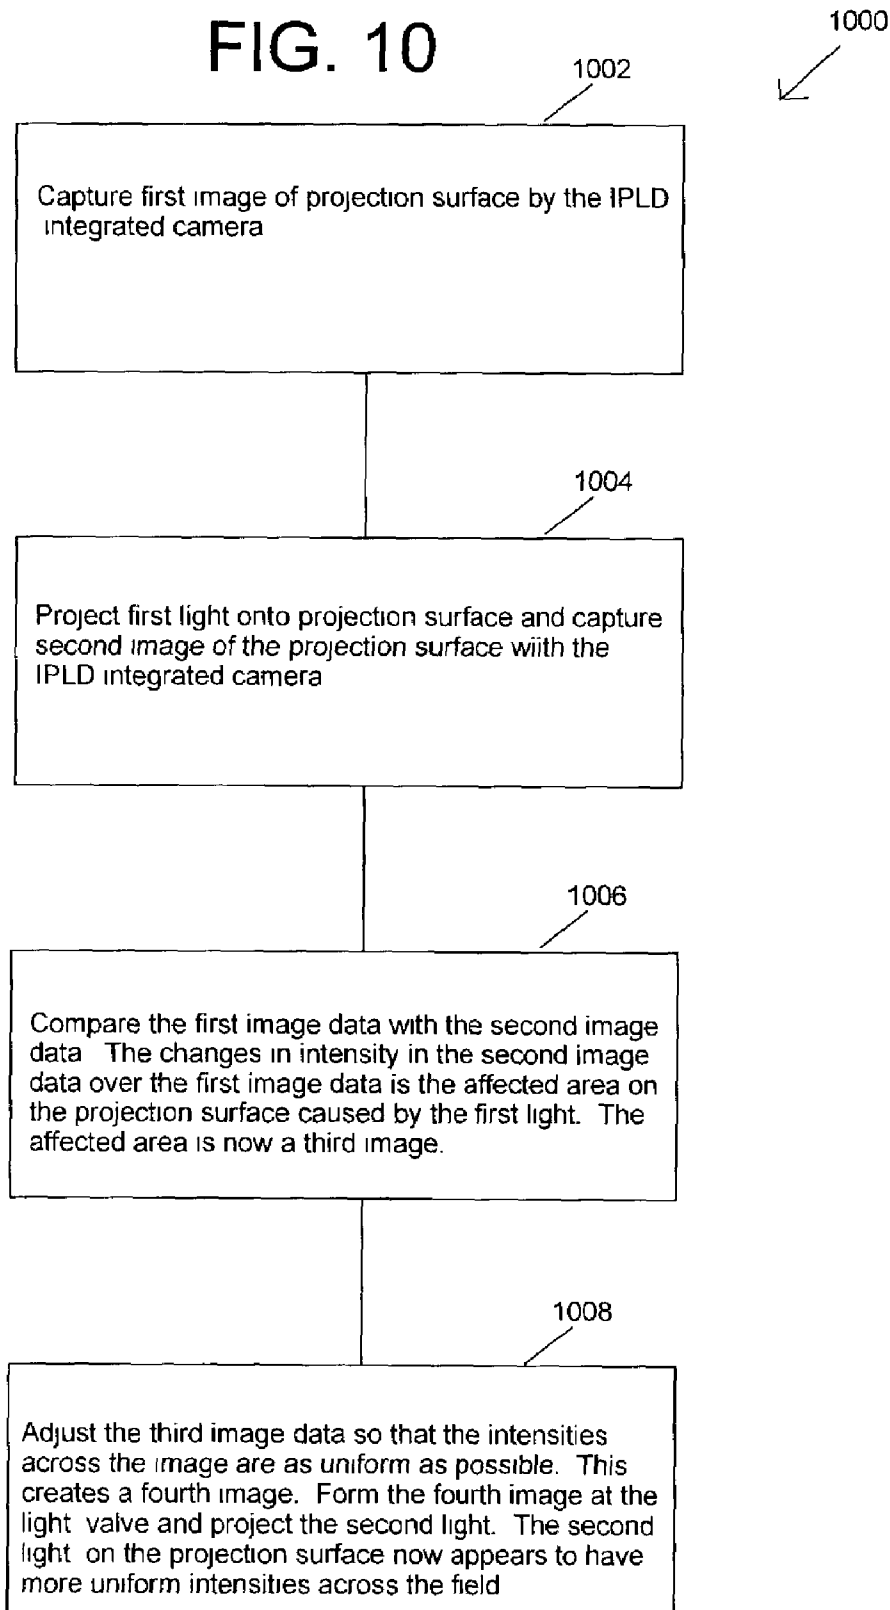 FIG. 10
1000
1002
Capture first image of projection surface by the IPLD
integrated camera
1004
Project first light onto projection surface and capture
second image of the projection surface wiith the
IPLD integrated camera
1006
Compare the first image data with the second image
data The changes in intensity in the second image
data over the first image data is the affected area on
the projection surface caused by the first light. The
affected area is now a third image.
1008
Adjust the third image data so that the intensities
across the image are as uniform as possible. This
creates a fourth image. Form the fourth image at the
light valve and project the second light. The second
light on the projection surface now appears to have
more uniform intensities across the field